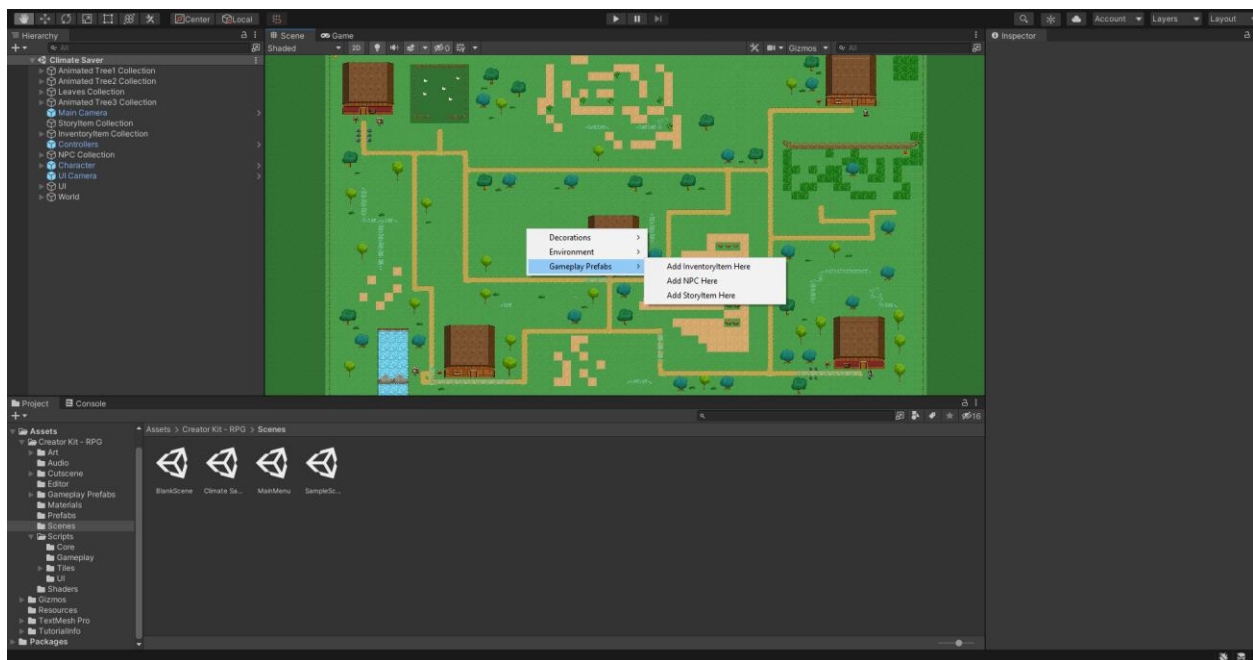 Center Local
Account Layers Layout
Hierarchy
All
Climate Saver
Animated Tree1 Collection
Animated Tree2 Collection
Leaves Collection
Animated Tree3 Collection
Main Camera
StoryItem Collection
InventoryItem Collection
Controllers
NPC Collection
Character
UI Camera
UI
World
Scene Game
Shaded 2D 0 Gizmos All
Decorations
Environment
Gameplay Prefabs
Add InventoryItem Here
Add NPC Here
Add StoryItem Here
Inspector
Project Console
16
Assets
Creator Kit - RPG
Art
Audio
Cutscene
Editor
Gameplay Prefabs
Materials
Prefabs
Scenes
Scripts
Core
Gameplay
Tiles
UI
Shaders
Gizmos
Resources
TextMesh Pro
TutorialInfo
Packages
Assets > Creator Kit - RPG > Scenes
BlankScene Climate Sa... MainMenu SampleSc...